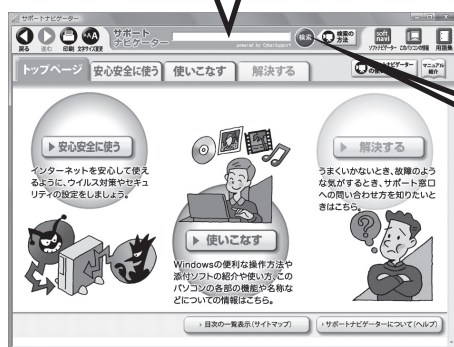 サポートナビゲーター
戻る 進む 印刷 文字サイズ変更
サポート
ナビゲーター
powered by CyberSupport
検索
検索の
方法
soft
navi
ソフトナビゲーター このパソコンの情報 用語集
トップページ 安心安全に使う 使いこなす 解決する
マニュアル
紹介
安心安全に使う
インターネットを安心して使え
るように、ウイルス対策やセキュ
リティの設定をしましょう。
解決する
うまくいかないとき、故障のよう
な気がするとき、サポート窓口
への問い合わせ方を知りたいと
きはこちら。
使いこなす
Windowsの便利な操作方法や
添付ソフトの紹介や使い方、この
パソコンの各部の機能や名称な
どについての情報はこちら。
目次の一覧表示(サイトマップ)
サポートナビゲーターについて(ヘルプ)